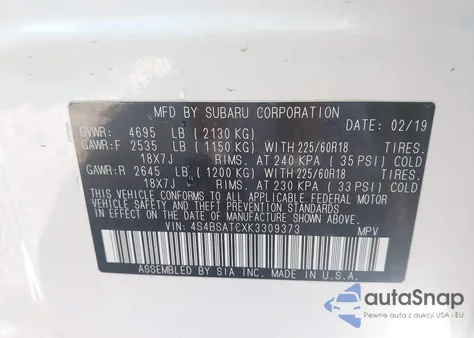 MFD BY SUBARU CORPORATION
GVWR: 4695 LB (2130 KG) DATE: 02/19
GAWR:F 2535 LB (1150 KG) WITH 225/60R18 TIRES.
18X7J RIMS. AT 240 KPA (35 PSI) COLD
GAWR:R 2645 LB (1200 KG) WITH 225/60R18 TIRES.
18X7J RIMS. AT 230 KPA (33 PSI) COLD
THIS VEHICLE CONFORMS TO ALL APPLICABLE FEDERAL MOTOR
VEHICLE SAFETY, BUMPER, AND THEFT PREVENTION STANDARDS
IN EFFECT ON THE DATE OF MANUFACTURE SHOWN ABOVE.
VIN: 4S4BSATCXK3309373 MPV
ASSEMBLED BY SIA INC. MADE IN U.S.A.
autoSnap
Pewne auta z aukcji USA i EU